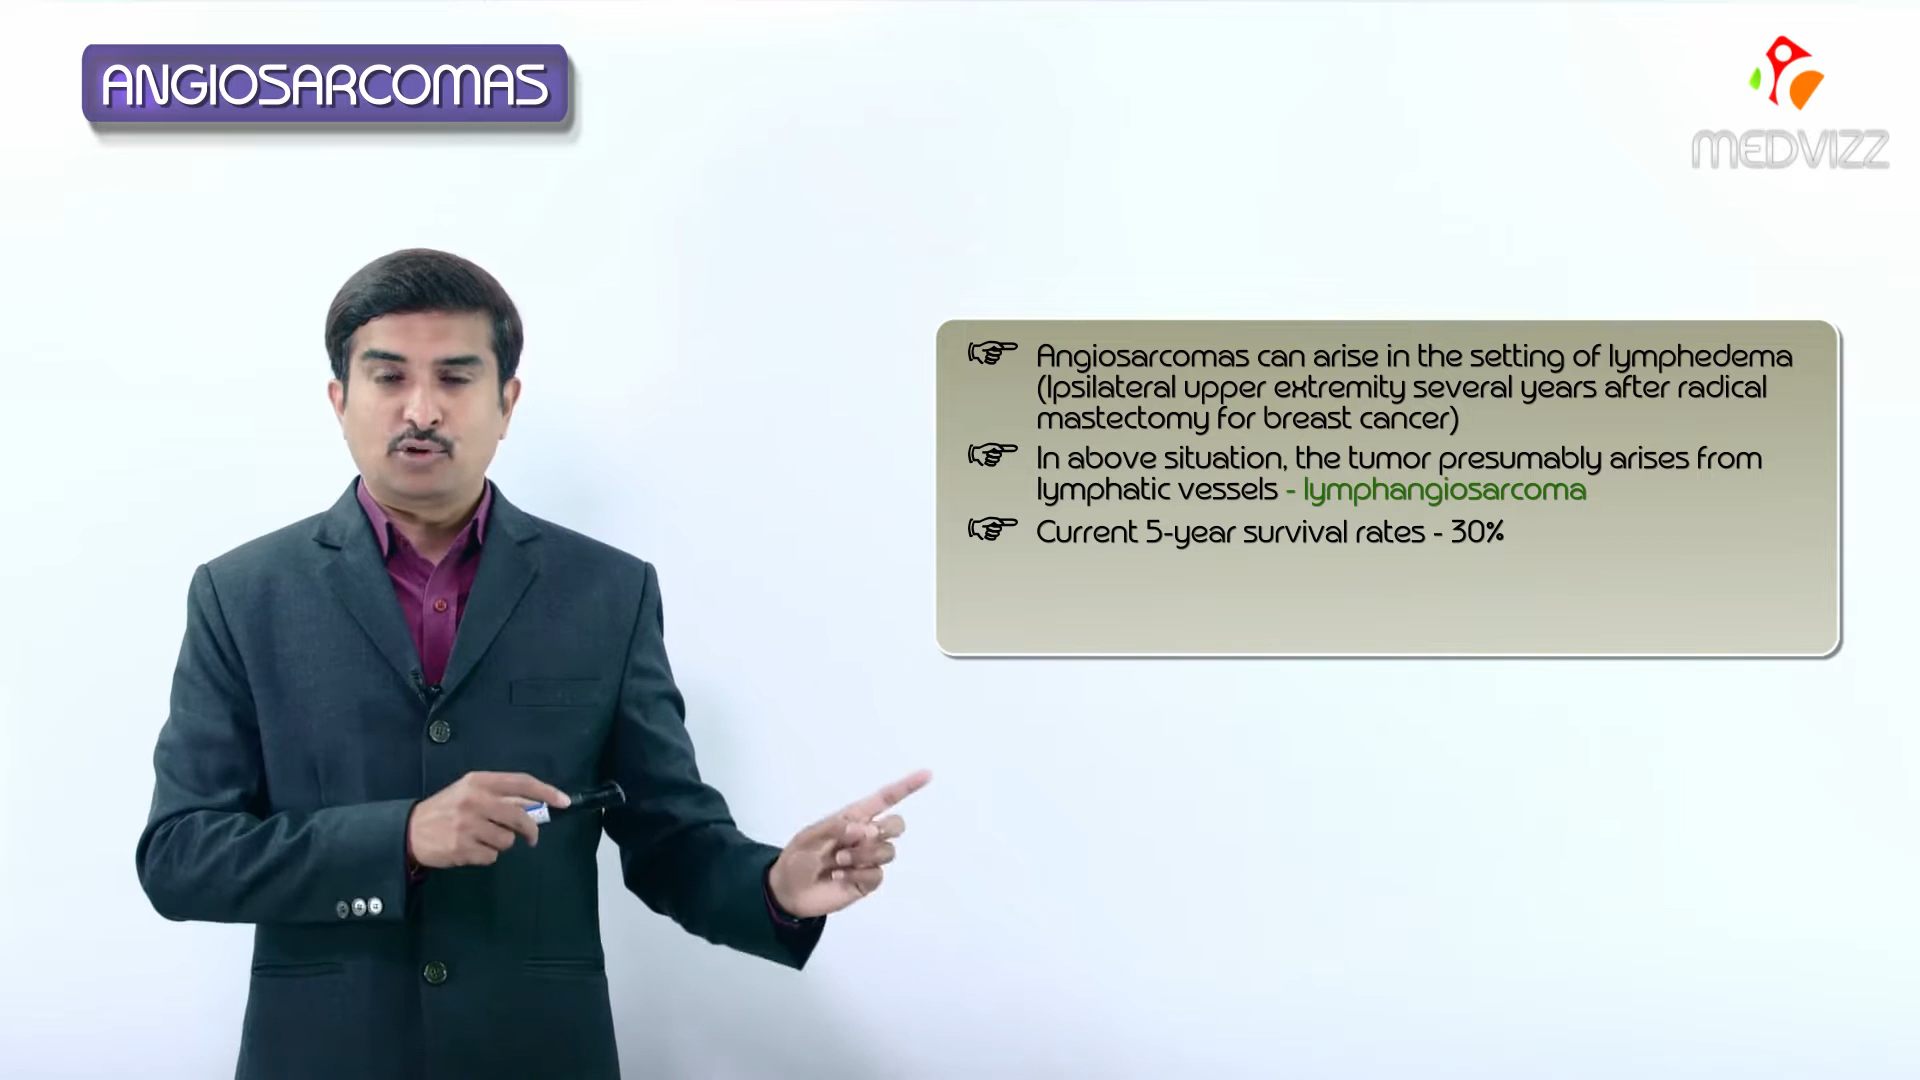 ANGIOSARCOMAS
MEDVIZZ
Angiosarcomas can arise in the setting of lymphedema
(Ipsilateral upper extremity several years after radical
mastectomy for breast cancer)
In above situation, the tumor presumably arises from
lymphatic vessels - lymphangiosarcoma
Current 5-year survival rates - 30%